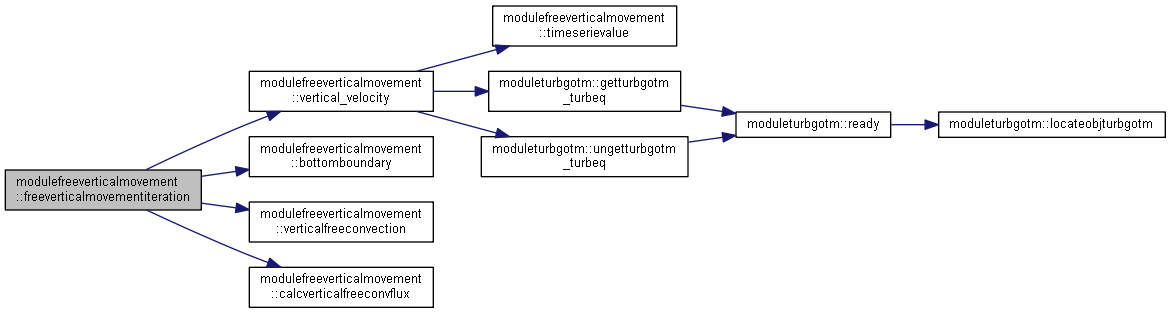 modulefreeverticalmovement
::freeverticalmovementiteration
modulefreeverticalmovement
::vertical_velocity
modulefreeverticalmovement
::bottomboundary
modulefreeverticalmovement
::verticalfreeconvection
modulefreeverticalmovement
::calcverticalfreeconvflux
modulefreeverticalmovement
::timeserievalue
moduleturbgotm::getturbgotm
_turbeq
moduleturbgotm::ungetturbgotm
_turbeq
moduleturbgotm::ready
moduleturbgotm::locateobjturbgotm